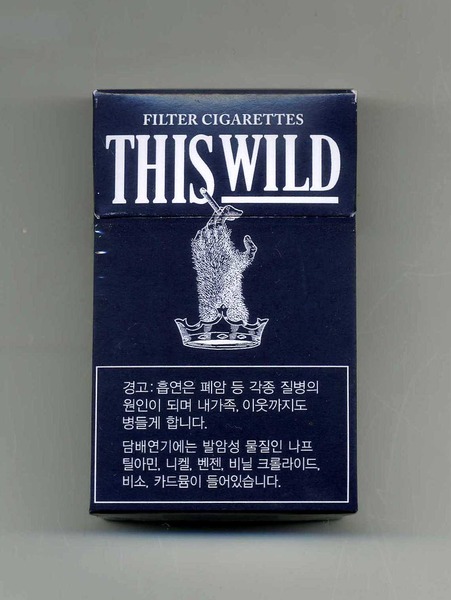 FILTER CIGARETTES
THIS WILD
경고: 흡연은 폐암 등 각종 질병의
원인이 되며 내가족, 이웃까지도
병들게 합니다.
담배연기에는 발암성 물질인 나프
틸아민, 니켈, 벤젠, 비닐 크롤라이드,
비소, 카드뮴이 들어있습니다.